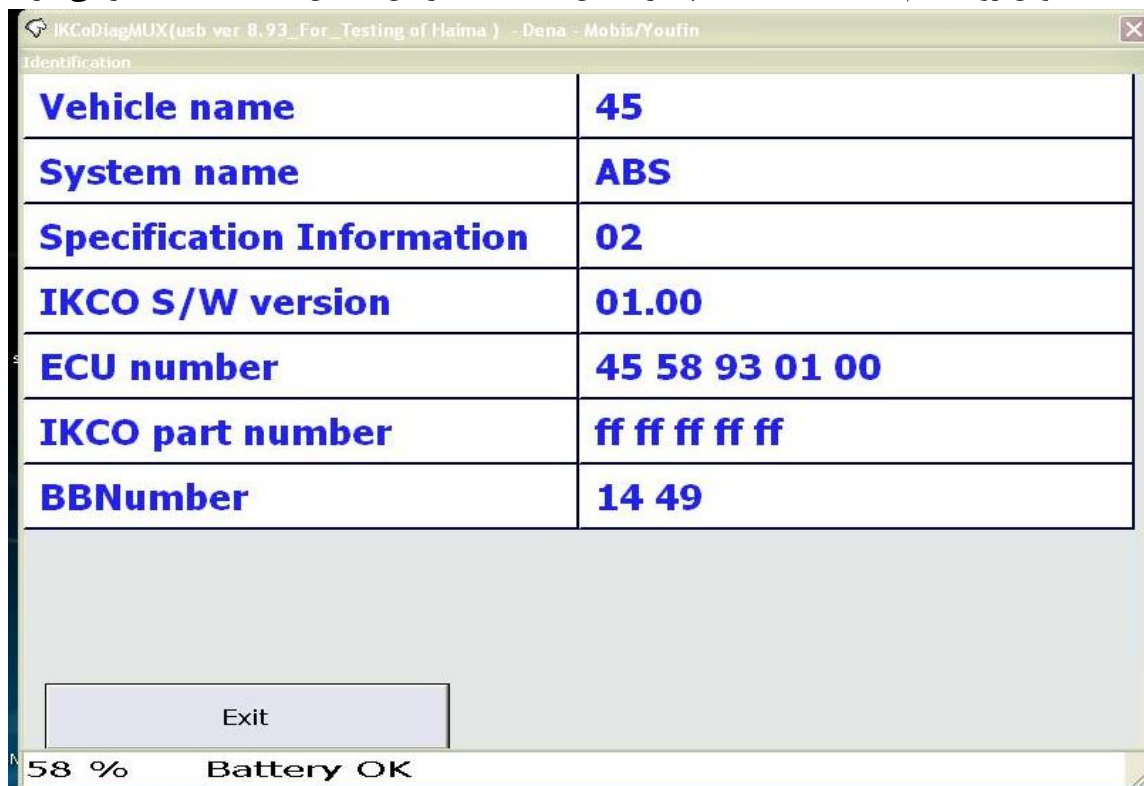 IKCoDiagMUX(usb ver 8.93_For_Testing of Haima ) - Dena - Mobis/Youfin
Identification
Vehicle name 45
System name ABS
Specification Information 02
IKCO S/W version 01.00
ECU number 45 58 93 01 00
IKCO part number ff ff ff ff ff
BBNumber 14 49
Exit
58 % Battery OK